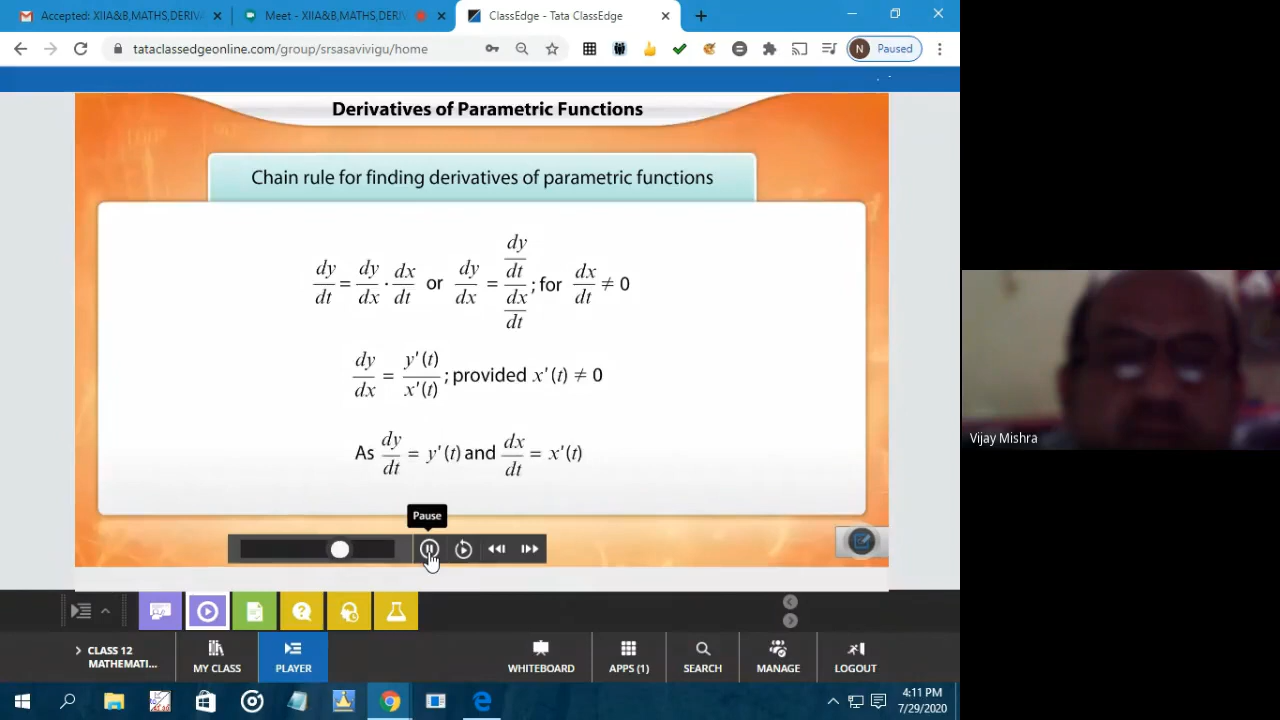 Accepted: XIIA&B,MATHS,DERIVA
Meet - XIIA&B,MATHS,DERIV
ClassEdge - Tata ClassEdge
tataclassedgeonline.com/group/srsasavivigu/home
N Paused
Derivatives of Parametric Functions
Chain rule for finding derivatives of parametric functions
dy/dt = dy/dx · dx/dt or dy/dx = (dy/dt)/(dx/dt) ; for dx/dt ≠ 0
dy/dx = y'(t)/x'(t) ; provided x'(t) ≠ 0
As dy/dt = y'(t) and dx/dt = x'(t)
Vijay Mishra
Pause
CLASS 12
MATHEMATI...
MY CLASS
PLAYER
WHITEBOARD
APPS (1)
SEARCH
MANAGE
LOGOUT
4:11 PM
7/29/2020